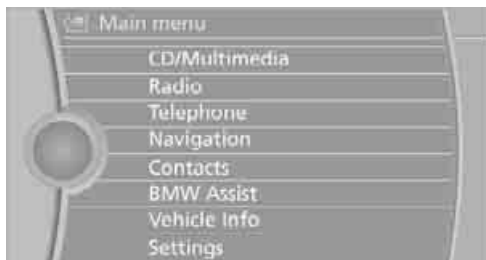 Main menu
CD/Multimedia
Radio
Telephone
Navigation
Contacts
BMW Assist
Vehicle Info
Settings